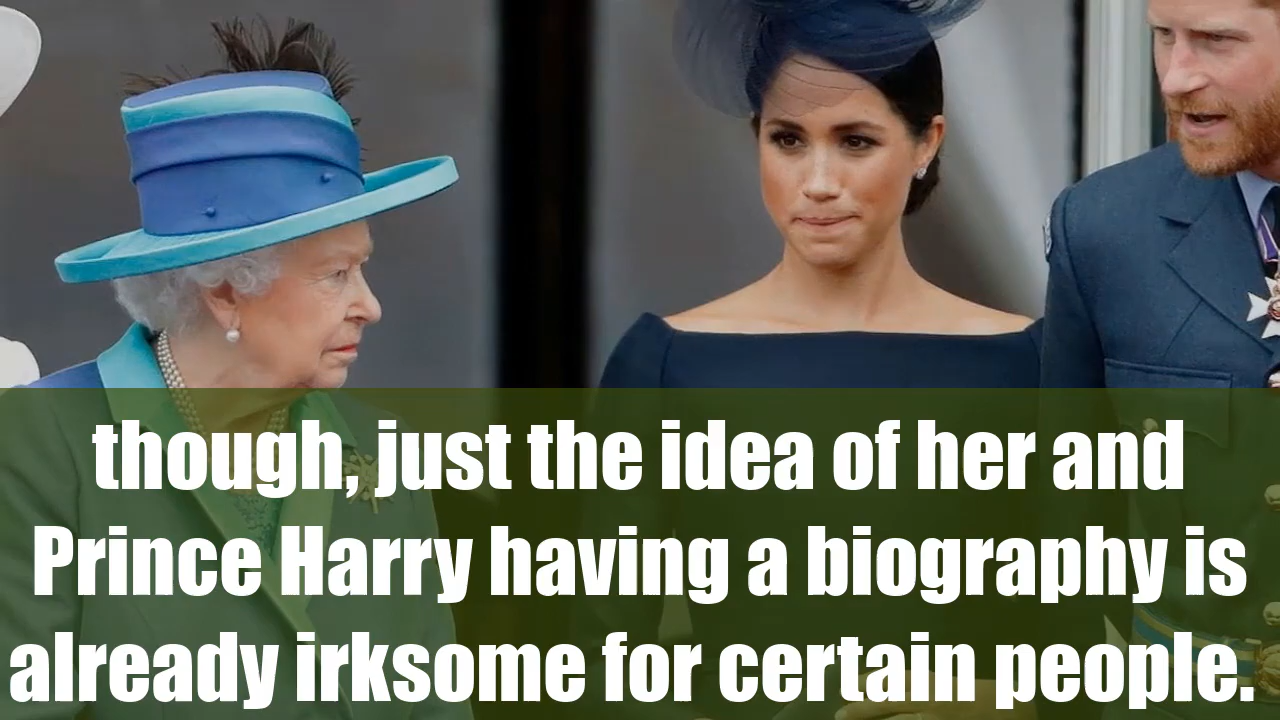 though, just the idea of her and
Prince Harry having a biography is
already irksome for certain people.